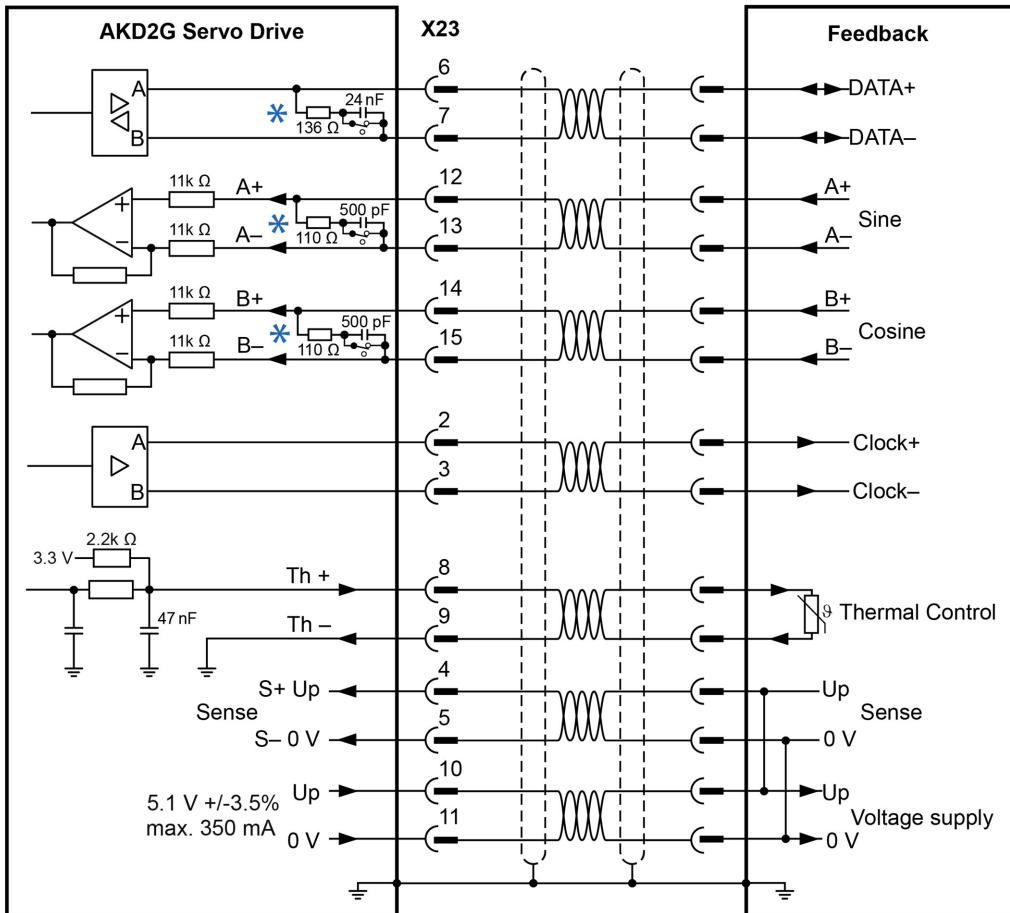 AKD2G Servo Drive X23 Feedback
6
A 24 nF DATA+
* 136 Ω 7
B DATA–
11k Ω A+ 12 A+
+ 500 pF Sine
* 13
11k Ω A– 110 Ω A–
–
11k Ω B+ 14 B+
+ 500 pF Cosine
* 15
11k Ω B– 110 Ω B–
–
2
A Clock+
3
B Clock–
2.2k Ω
3.3 V
Th + 8
47 nF 9 ϑ Thermal Control
Th –
4
S+ Up Up
Sense 5 Sense
S– 0 V 0 V
10
Up Up
5.1 V +/-3.5%
max. 350 mA 11 Voltage supply
0 V 0 V